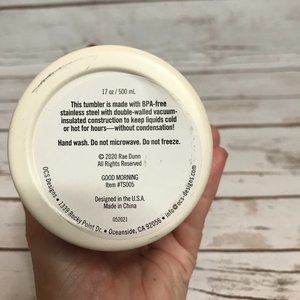 17 oz / 500 mL
This tumbler is made with BPA-free
stainless steel with double-walled vacuum-
insulated construction to keep liquids cold
or hot for hours—without condensation!
Hand wash. Do not microwave. Do not freeze.
© 2020 Rae Dunn
All Rights Reserved
GOOD MORNING
Item #TS005
Designed in the U.S.A.
Made in China
052021
OCS Designs • 1339 Rocky Point Dr. • Oceanside, CA 92056 • info@ocs-designs.com